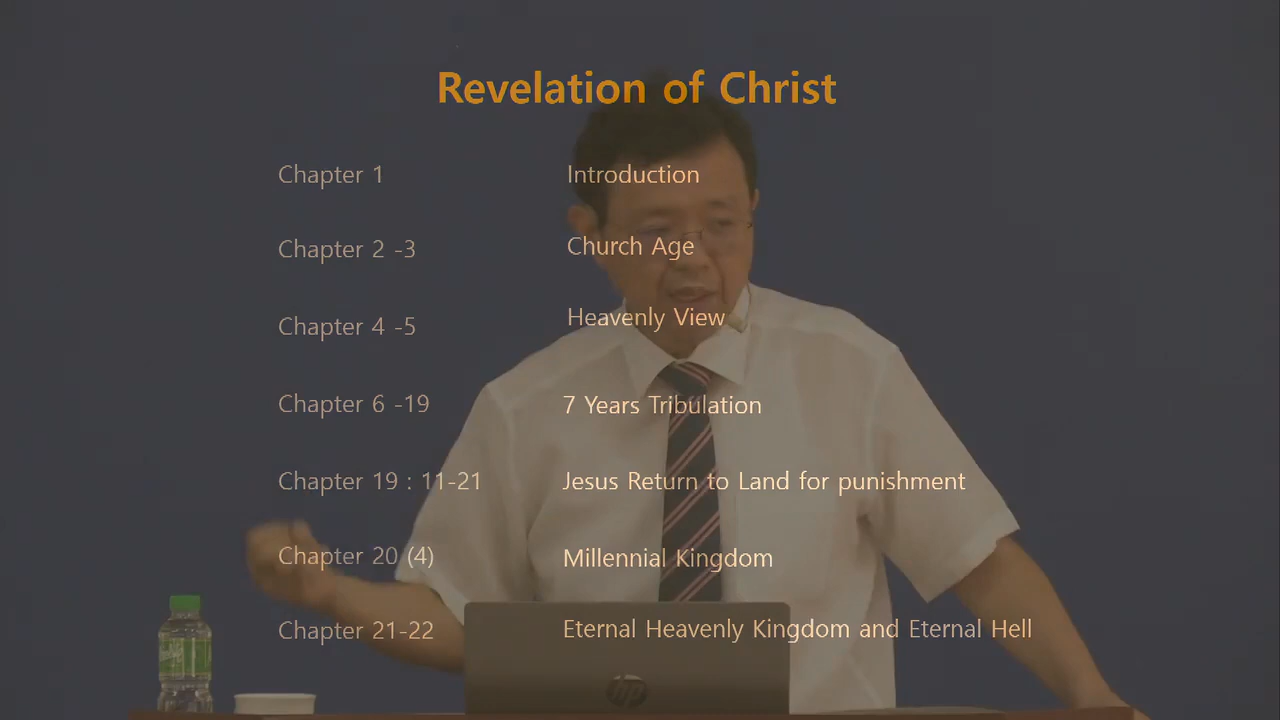 Revelation of Christ
Chapter 1 Introduction
Chapter 2 -3 Church Age
Chapter 4 -5 Heavenly View
Chapter 6 -19 7 Years Tribulation
Chapter 19 : 11-21 Jesus Return to Land for punishment
Chapter 20 (4) Millennial Kingdom
Chapter 21-22 Eternal Heavenly Kingdom and Eternal Hell
hp